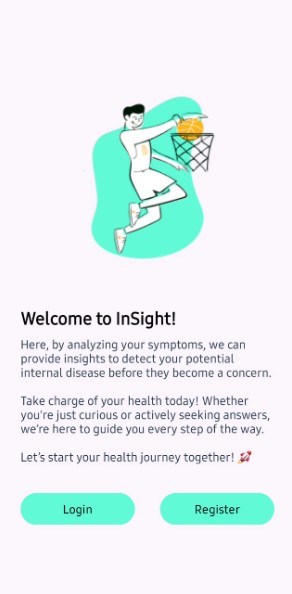 Welcome to InSight!
Here, by analyzing your symptoms, we can
provide insights to detect your potential
internal disease before they become a concern.
Take charge of your health today! Whether
you're just curious or actively seeking answers,
we're here to guide you every step of the way.
Let's start your health journey together! 🚀
Login
Register